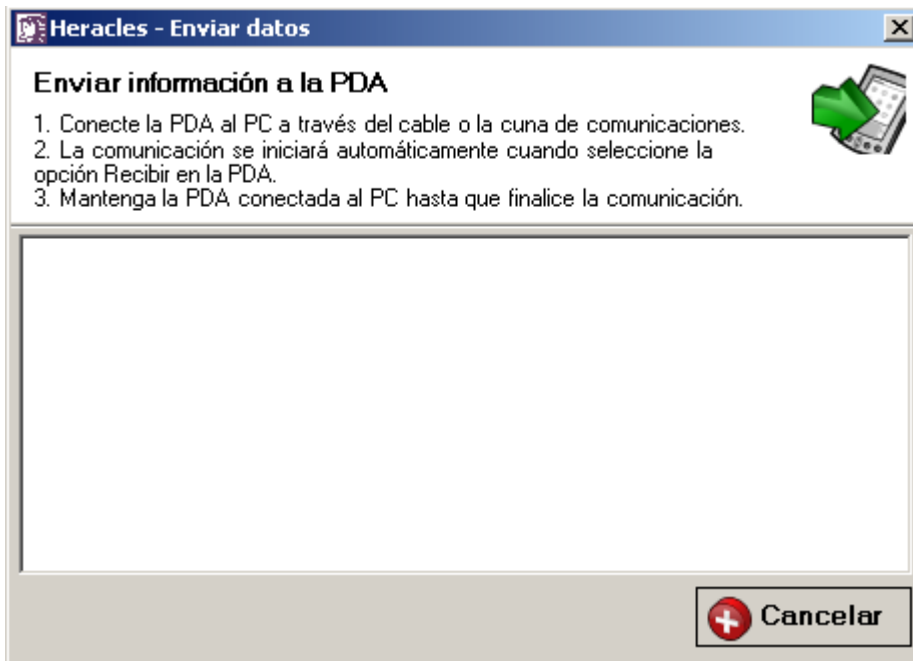 Heracles - Enviar datos
Enviar información a la PDA
1. Conecte la PDA al PC a través del cable o la cuna de comunicaciones.
2. La comunicación se iniciará automáticamente cuando seleccione la
opción Recibir en la PDA.
3. Mantenga la PDA conectada al PC hasta que finalice la comunicación.
Cancelar